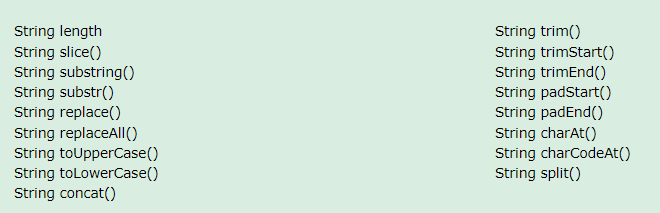 String length
String slice()
String substring()
String substr()
String replace()
String replaceAll()
String toUpperCase()
String toLowerCase()
String concat()
String trim()
String trimStart()
String trimEnd()
String padStart()
String padEnd()
String charAt()
String charCodeAt()
String split()